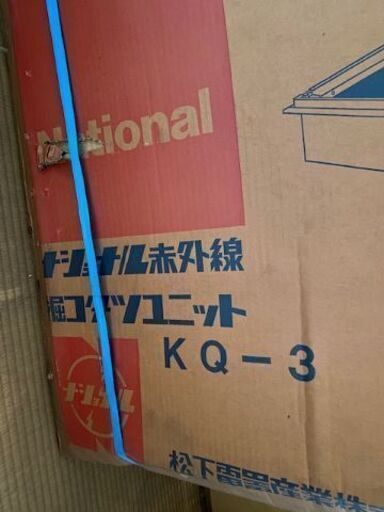 National
ナショナル赤外線
掘コタツユニット
KQ-3
ナショナル
松下電器産業株